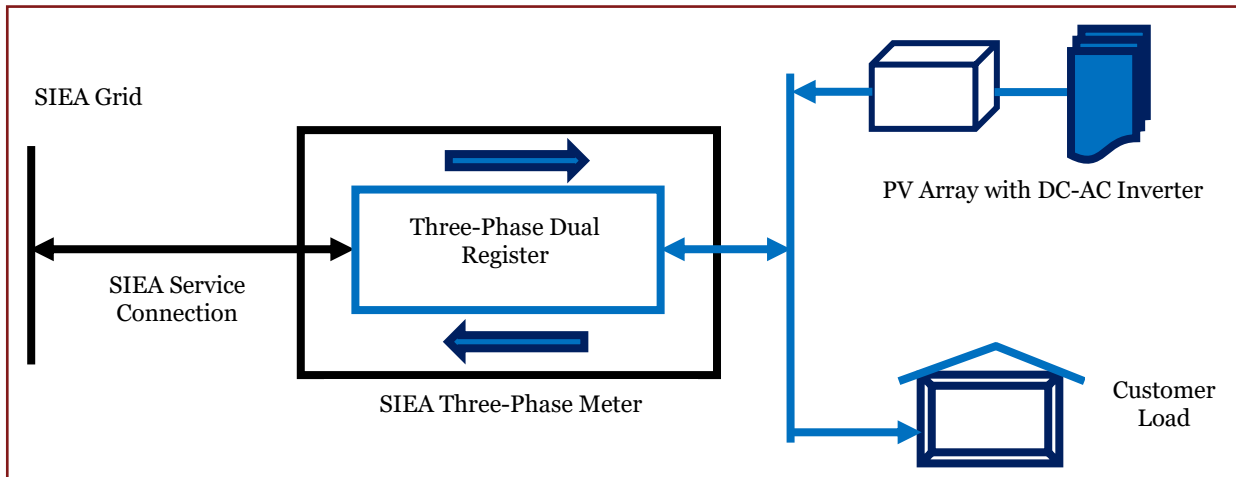 SIEA Grid
SIEA Service
Connection
Three-Phase Dual
Register
SIEA Three-Phase Meter
PV Array with DC-AC Inverter
Customer
Load